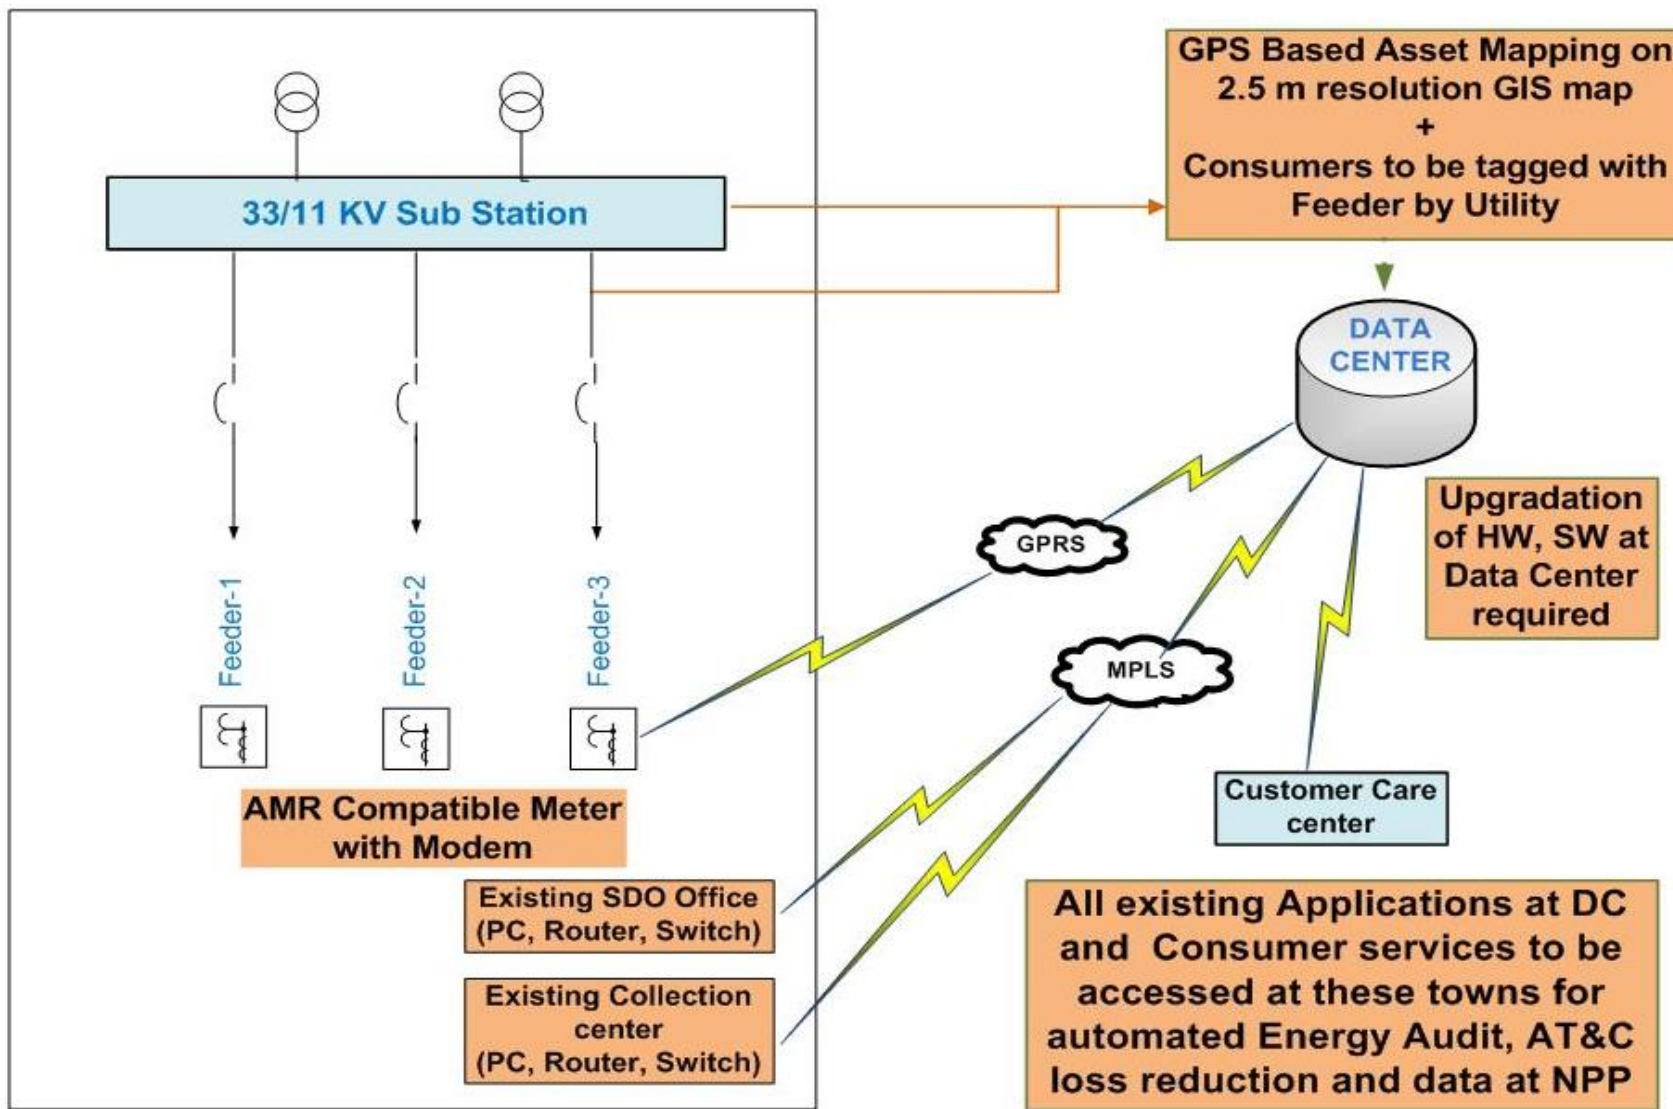 GPS Based Asset Mapping on
2.5 m resolution GIS map
+
Consumers to be tagged with
Feeder by Utility
33/11 KV Sub Station
DATA
CENTER
Upgradation
of HW, SW at
Data Center
required
GPRS
MPLS
Feeder-1
Feeder-2
Feeder-3
AMR Compatible Meter
with Modem
Customer Care
center
Existing SDO Office
(PC, Router, Switch)
Existing Collection
center
(PC, Router, Switch)
All existing Applications at DC
and Consumer services to be
accessed at these towns for
automated Energy Audit, AT&C
loss reduction and data at NPP